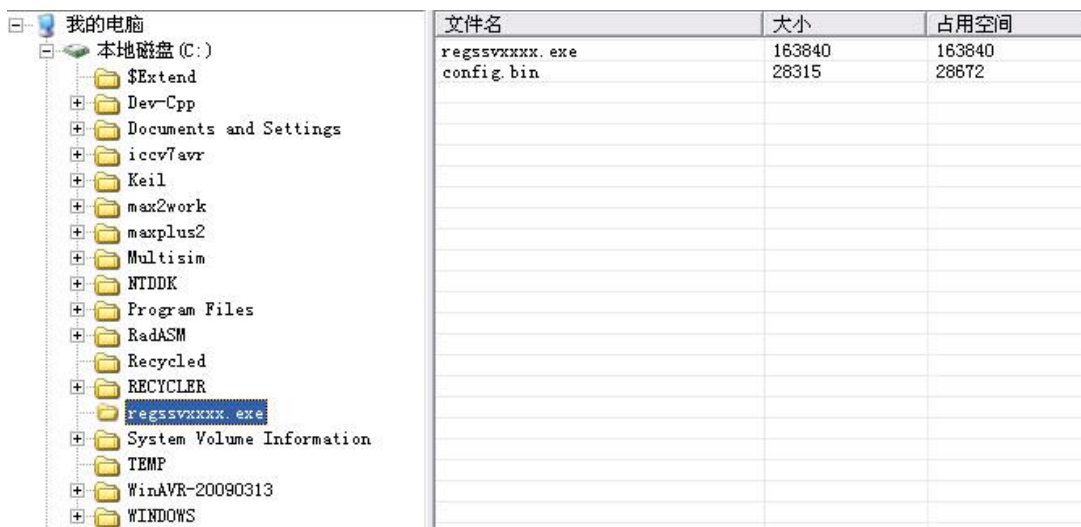 我的电脑
本地磁盘(C:)
$Extend
Dev-Cpp
Documents and Settings
iccv7avr
Keil
max2work
maxplus2
Multisim
NTDDK
Program Files
RadASM
Recycled
RECYCLER
regssvxxxx.exe
System Volume Information
TEMP
WinAVR-20090313
WINDOWS
文件名 大小 占用空间
regssvxxxx.exe 163840 163840
config.bin 28315 28672